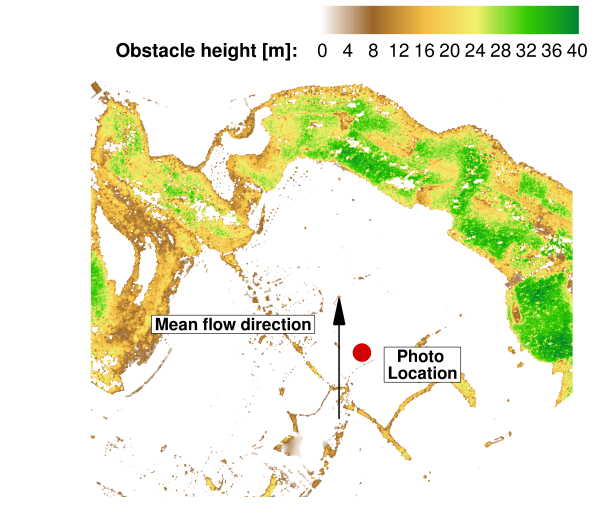 Obstacle height [m]: 0 4 8 12 16 20 24 28 32 36 40
Mean flow direction
Photo
Location